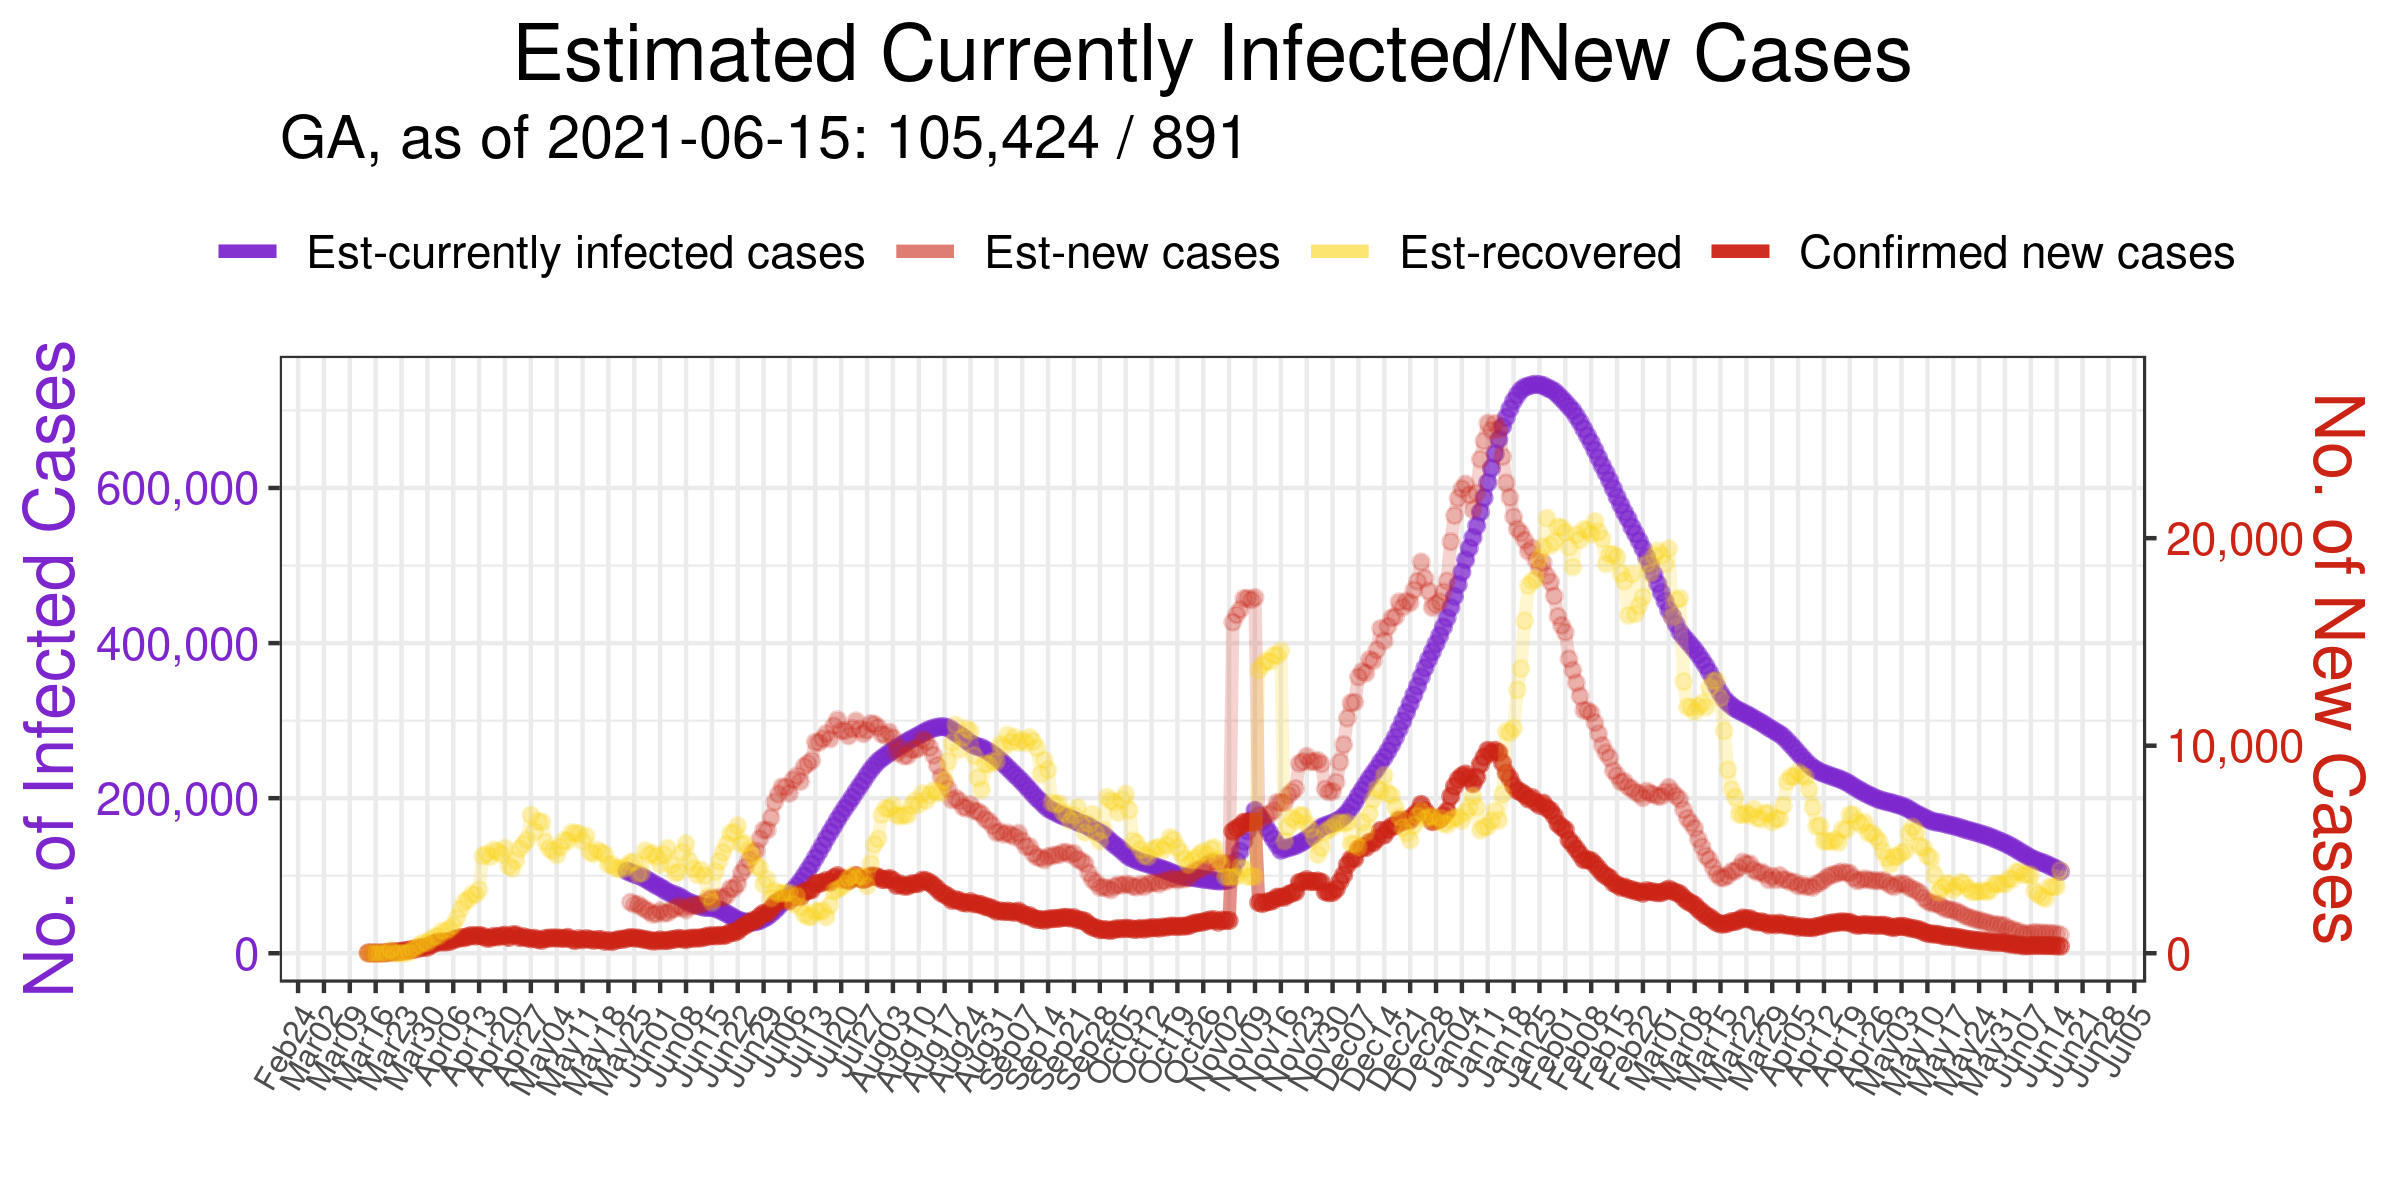 Estimated Currently Infected/New Cases
GA, as of 2021-06-15: 105,424 / 891
Est-currently infected cases Est-new cases Est-recovered Confirmed new cases
No. of Infected Cases
600,000
400,000
200,000
0
20,000
10,000
0
No. of New Cases
Feb24 Mar02 Mar09 Mar16 Mar23 Mar30 Apr06 Apr13 Apr20 Apr27 May04 May11 May18 May25 Jun01 Jun08 Jun15 Jun22 Jun29 Jul06 Jul13 Jul20 Jul27 Aug03 Aug10 Aug17 Aug24 Aug31 Sep07 Sep14 Sep21 Sep28 Oct05 Oct12 Oct19 Oct26 Nov02 Nov09 Nov16 Nov23 Nov30 Dec07 Dec14 Dec21 Dec28 Jan04 Jan11 Jan18 Jan25 Feb01 Feb08 Feb15 Feb22 Mar01 Mar08 Mar15 Mar22 Mar29 Apr05 Apr12 Apr19 Apr26 May03 May10 May17 May24 May31 Jun07 Jun14 Jun21 Jun28 Jul05